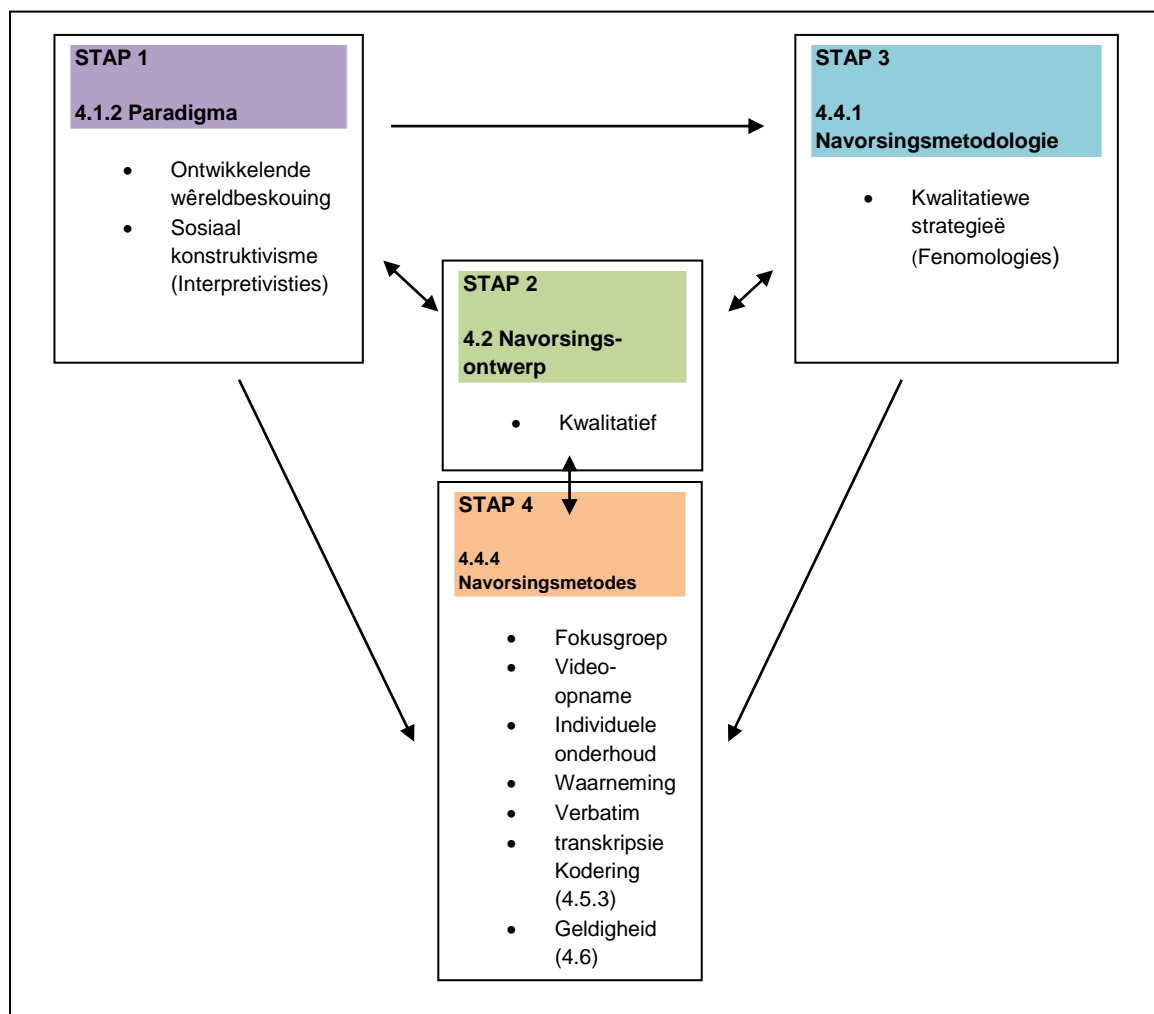 STAP 1
4.1.2 Paradigma
• Ontwikkelende
wêreldbeskouing
• Sosiaal
konstruktivisme
(Interpretivisties)
STAP 2
4.2 Navorsings-
ontwerp
• Kwalitatief
STAP 3
4.4.1
Navorsingsmetodologie
• Kwalitatiewe
strategieë
(Fenomologies)
STAP 4
4.4.4
Navorsingsmetodes
• Fokusgroep
• Video-
opname
• Individuele
onderhoud
• Waarneming
• Verbatim
• transkripsie
Kodering
(4.5.3)
• Geldigheid
(4.6)